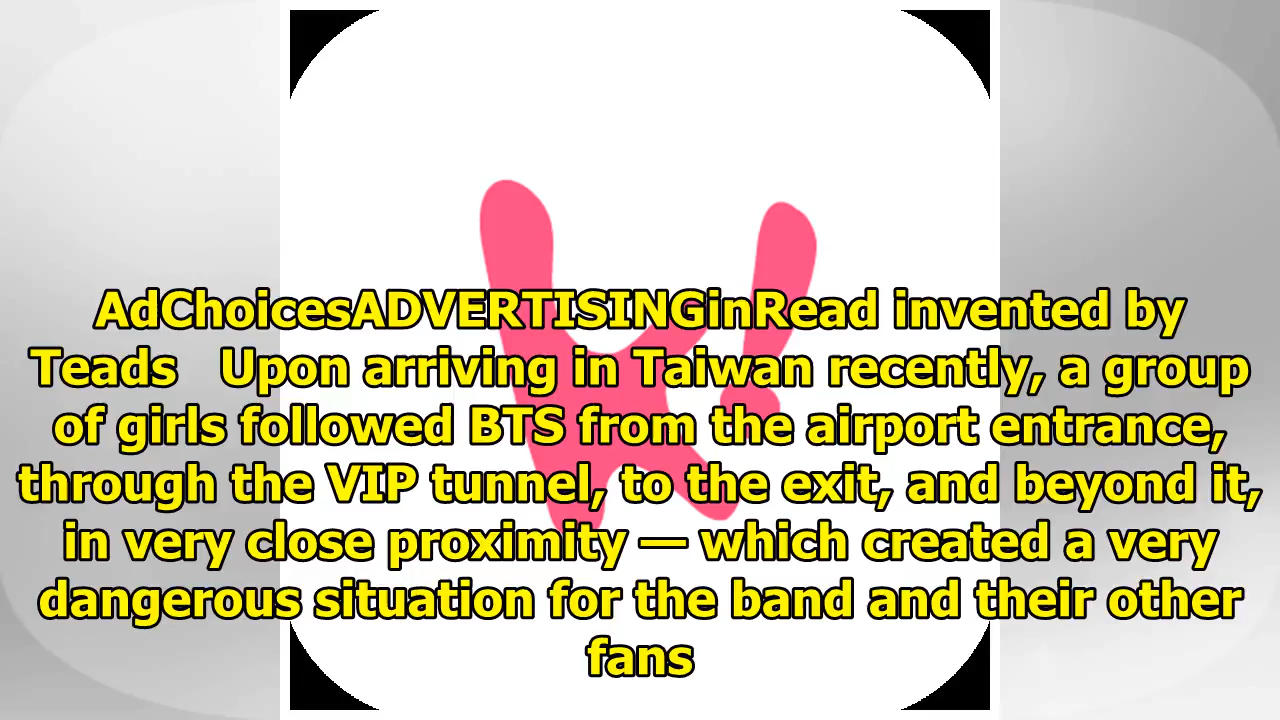 AdChoicesADVERTISINGinRead invented by
Teads   Upon arriving in Taiwan recently, a group
of girls followed BTS from the airport entrance,
through the VIP tunnel, to the exit, and beyond it,
in very close proximity — which created a very
dangerous situation for the band and their other
fans